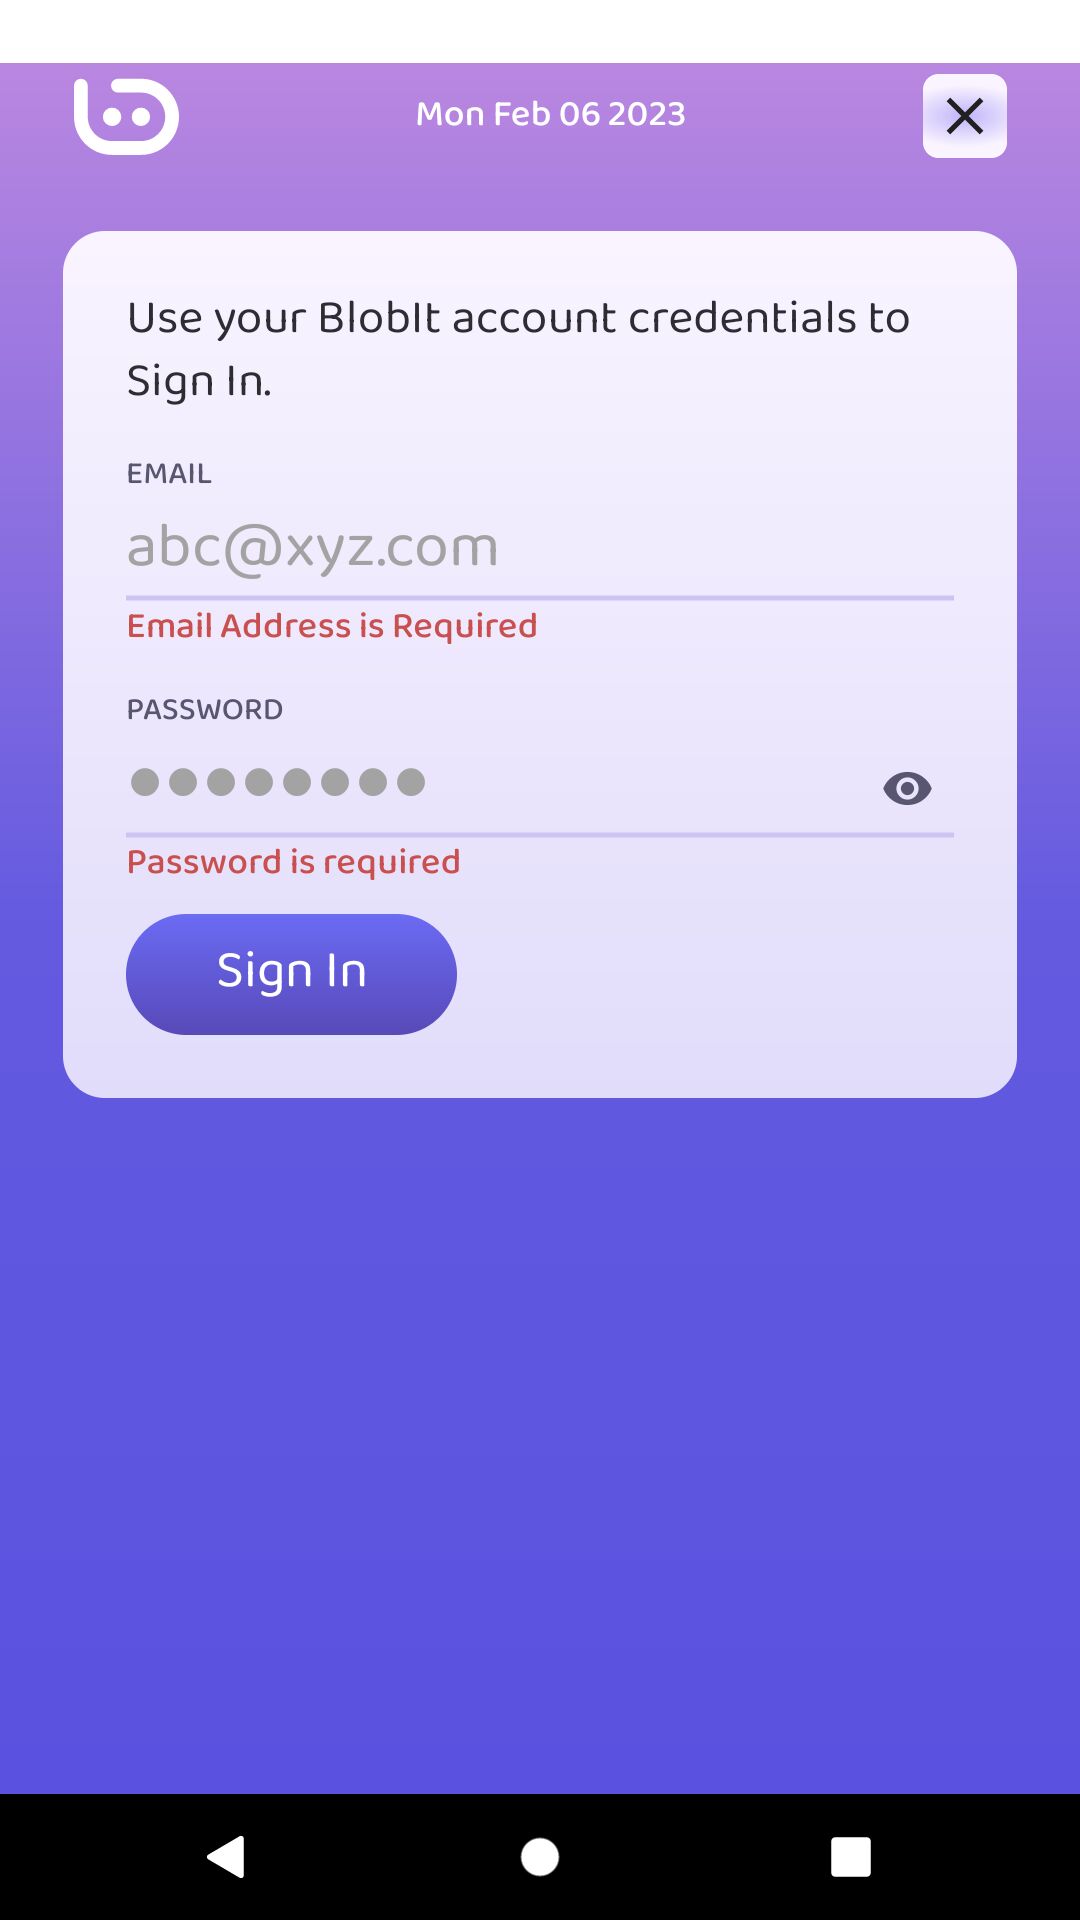 Mon Feb 06 2023
Use your BlobIt account credentials to
Sign In.
EMAIL
abc@xyz.com
Email Address is Required
PASSWORD
••••••••
Password is required
Sign In